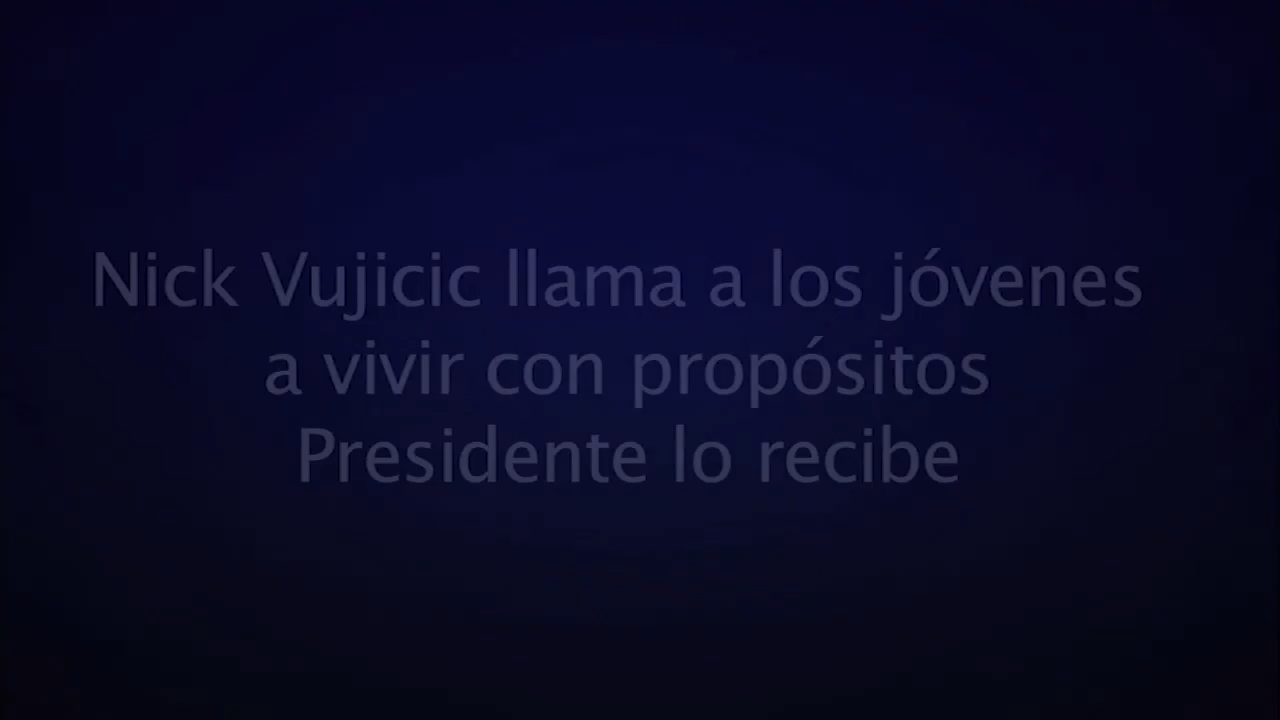 Nick Vujicic llama a los jóvenes
a vivir con propósitos
Presidente lo recibe